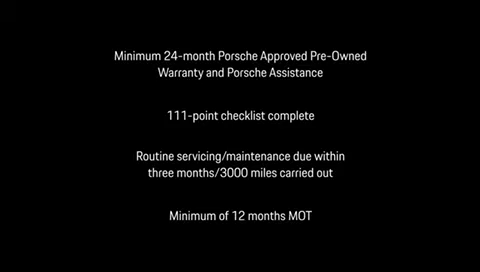 Minimum 24-month Porsche Approved Pre-Owned
Warranty and Porsche Assistance
111-point checklist complete
Routine servicing/maintenance due within
three months/3000 miles carried out
Minimum of 12 months MOT